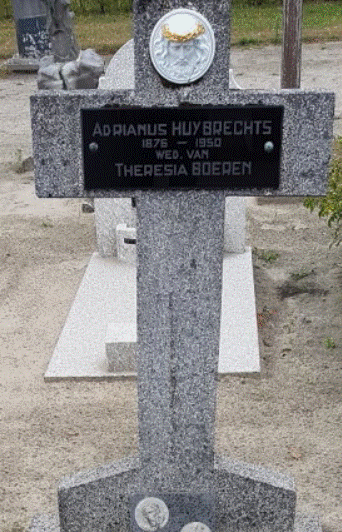 ADRIANUS HUYBRECHTS
1876 - 1950
WED. VAN
THERESIA BOEREN